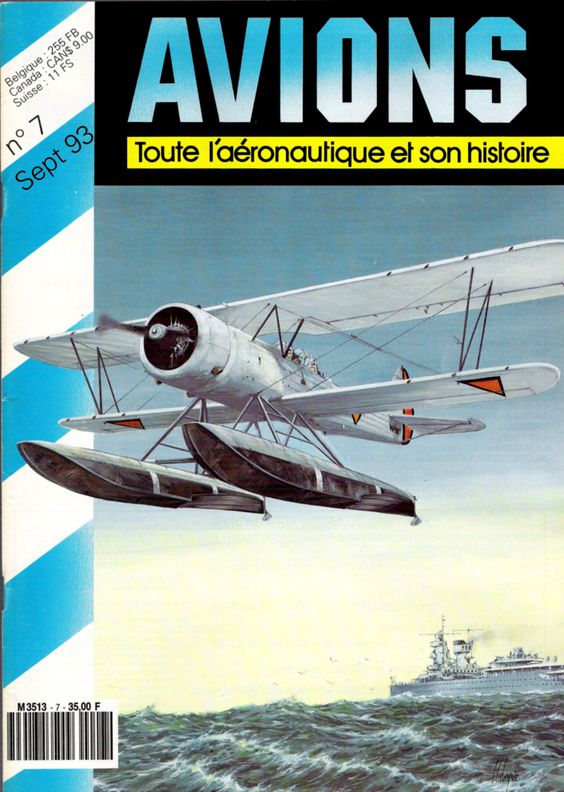 Belgique : 255 FB
Canada : CAN$ 9.00
Suisse : 11 FS
n° 7
Sept 93
AVIONS
Toute l'aéronautique et son histoire
M 3513 - 7 - 35,00 F